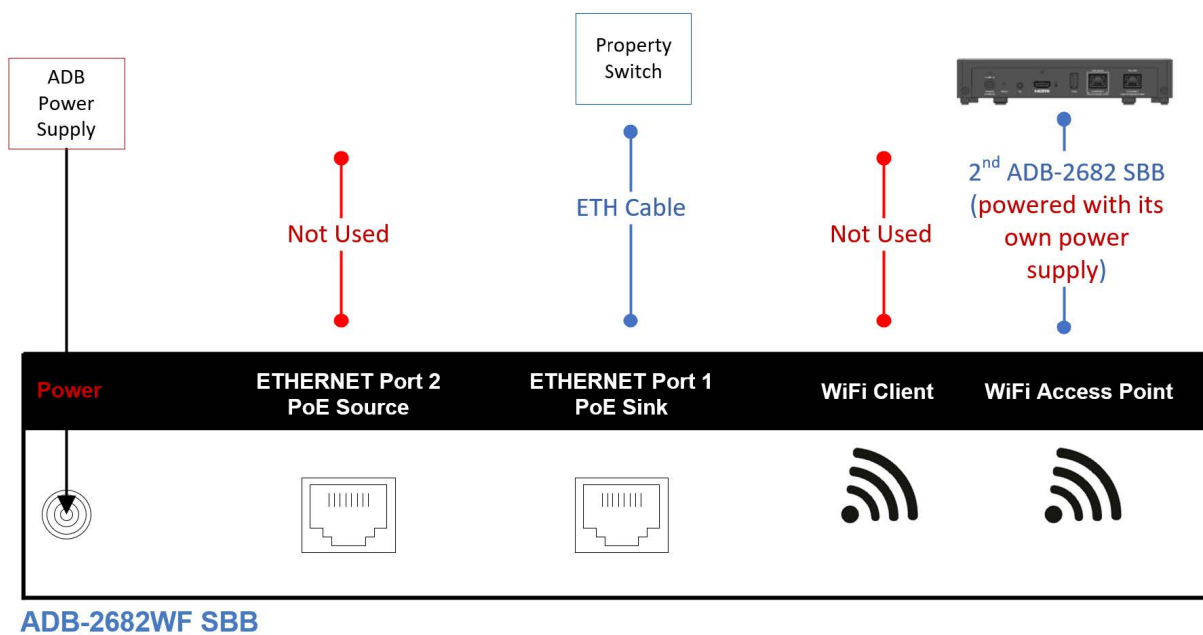 ADB
Power
Supply
Property
Switch
Not Used
ETH Cable
Not Used
2nd ADB-2682 SBB
(powered with its
own power
supply)
Power
ETHERNET Port 2
PoE Source
ETHERNET Port 1
PoE Sink
WiFi Client
WiFi Access Point
ADB-2682WF SBB